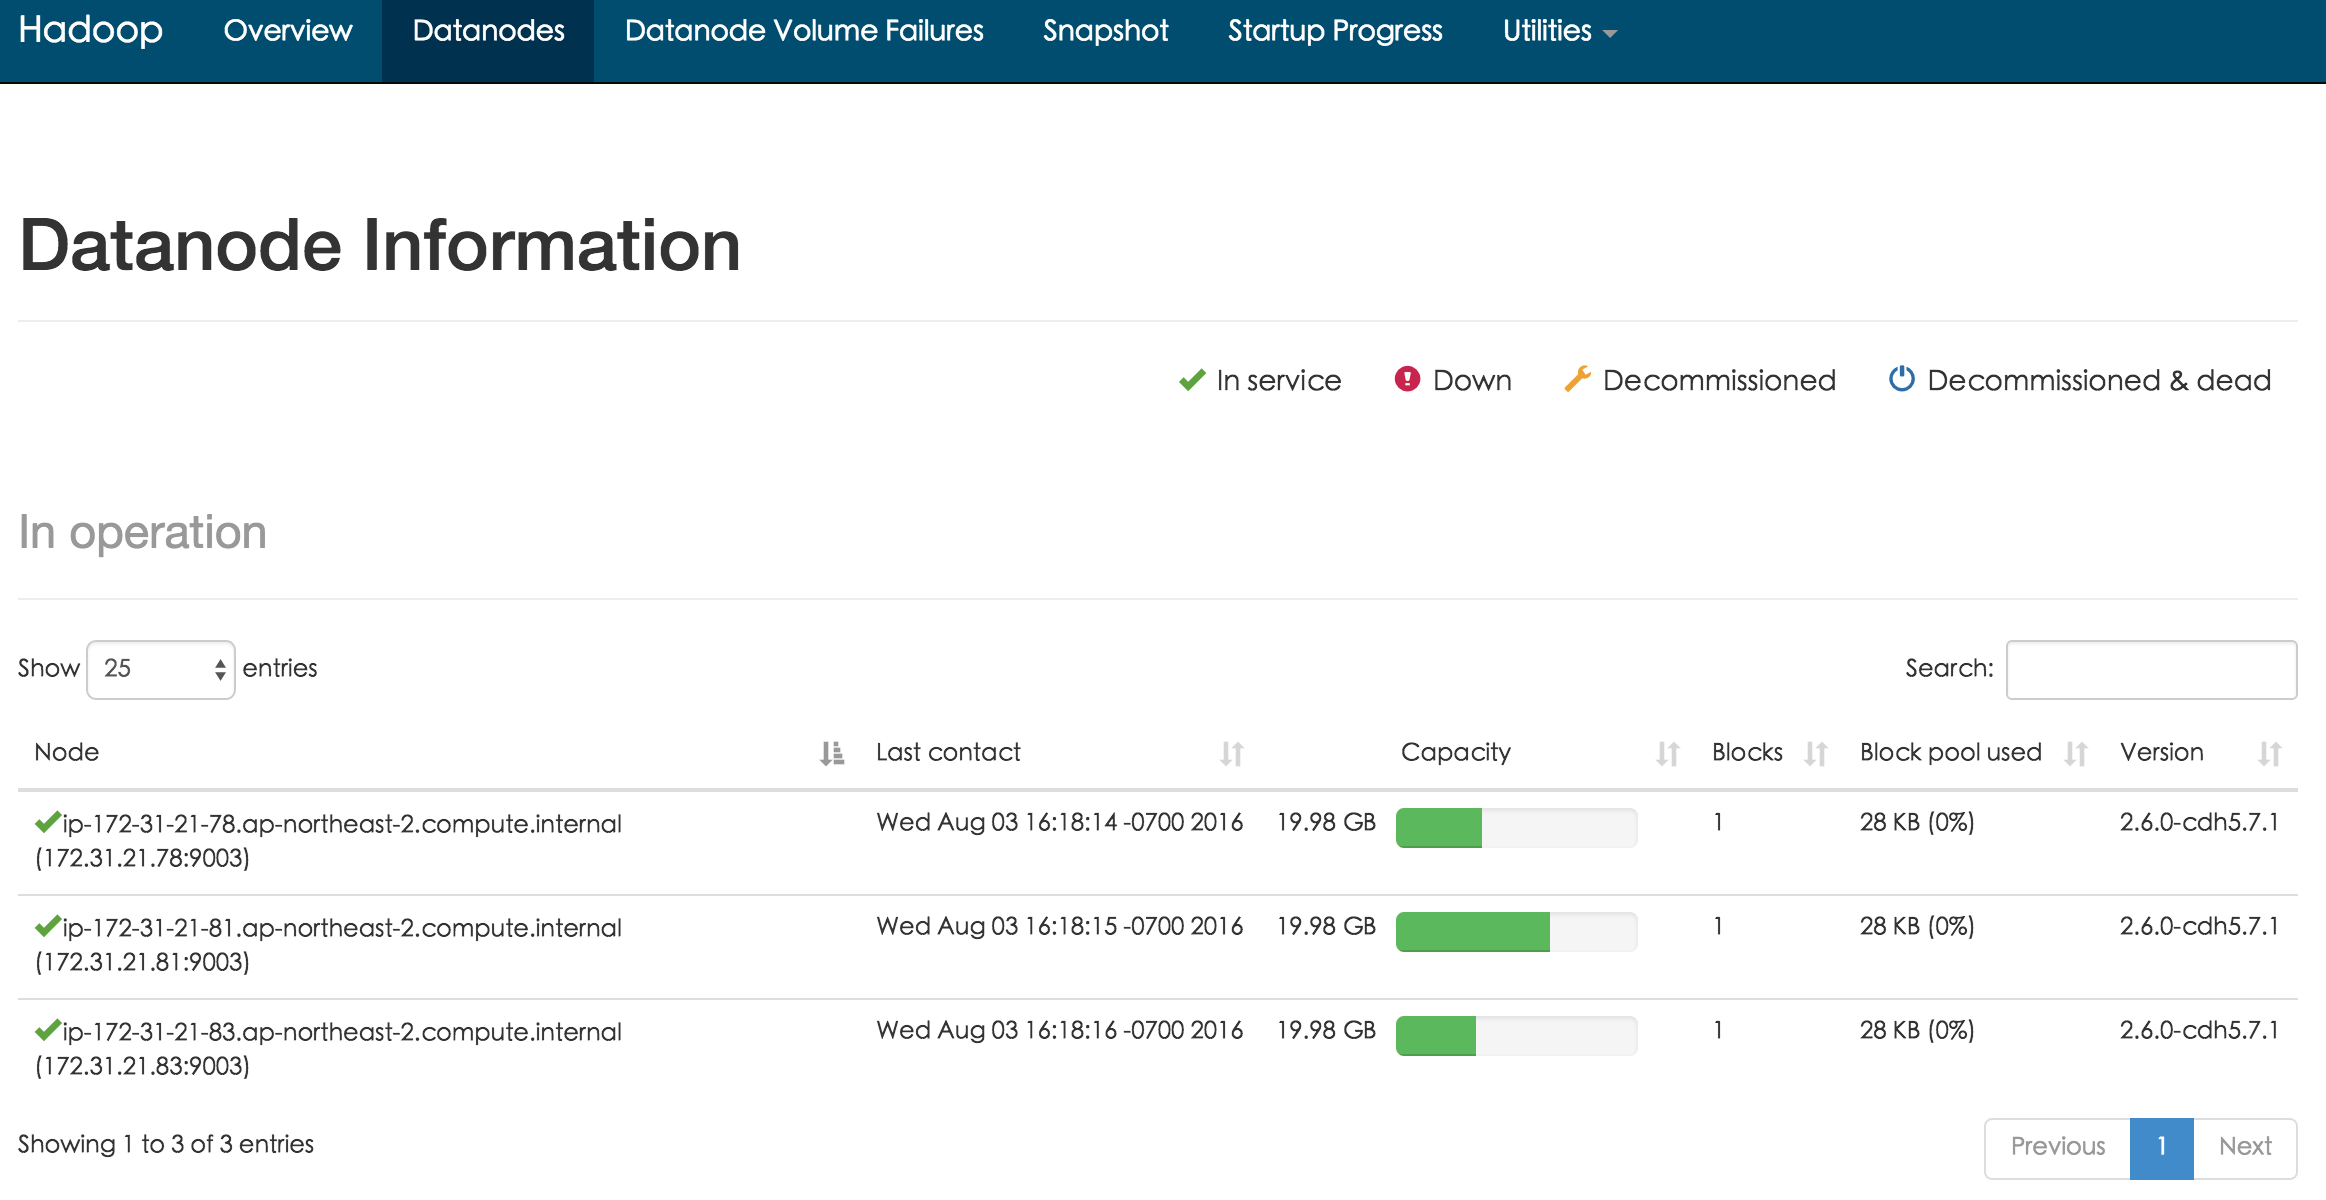 Hadoop Overview Datanodes Datanode Volume Failures Snapshot Startup Progress Utilities
Datanode Information
In service Down Decommissioned Decommissioned & dead
In operation
Show 25 entries Search:
Node Last contact Capacity Blocks Block pool used Version
ip-172-31-21-78.ap-northeast-2.compute.internal Wed Aug 03 16:18:14 -0700 2016 19.98 GB 1 28 KB (0%) 2.6.0-cdh5.7.1
(172.31.21.78:9003)
ip-172-31-21-81.ap-northeast-2.compute.internal Wed Aug 03 16:18:15 -0700 2016 19.98 GB 1 28 KB (0%) 2.6.0-cdh5.7.1
(172.31.21.81:9003)
ip-172-31-21-83.ap-northeast-2.compute.internal Wed Aug 03 16:18:16 -0700 2016 19.98 GB 1 28 KB (0%) 2.6.0-cdh5.7.1
(172.31.21.83:9003)
Showing 1 to 3 of 3 entries Previous 1 Next